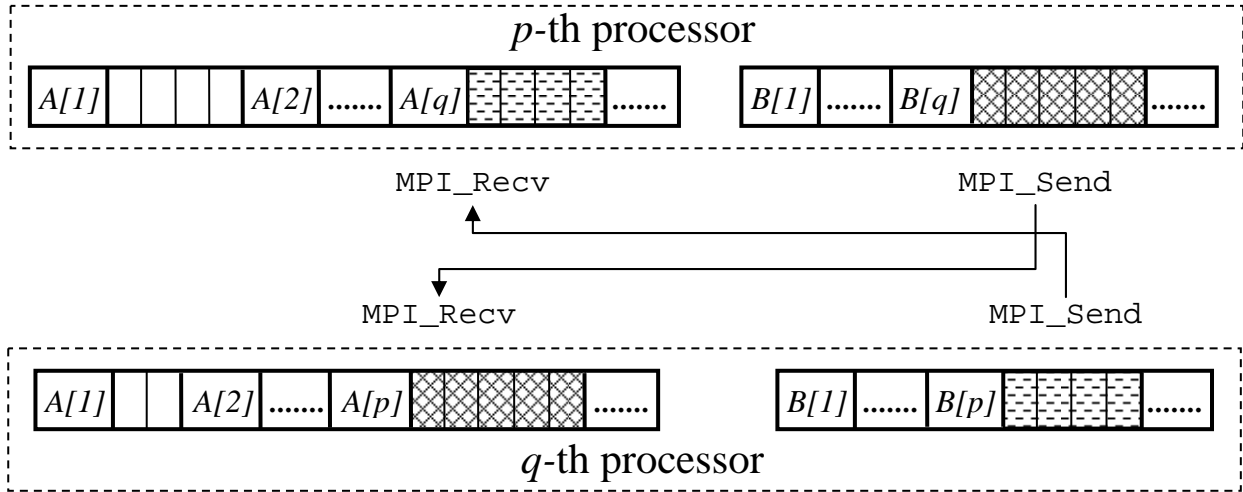 p-th processor
A[1] A[2] ....... A[q] ....... B[1] ....... B[q] .......
MPI_Recv MPI_Send
MPI_Recv MPI_Send
A[1] A[2] ....... A[p] ....... B[1] ....... B[p] .......
q-th processor